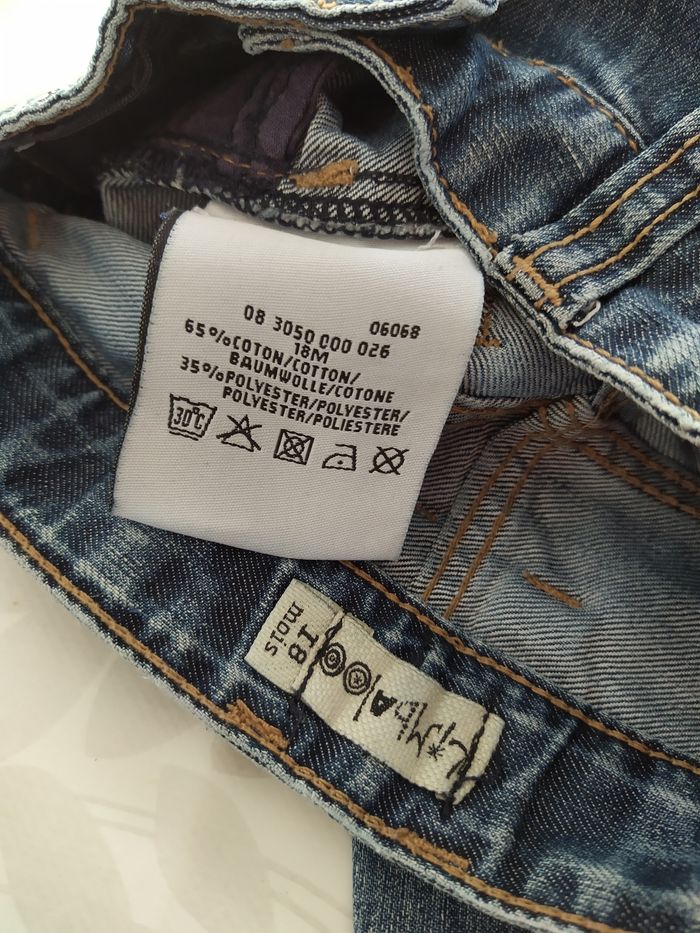 06068
08 3050 000 026
18M
65%COTON/COTTON/
BAUMWOLLE/COTONE
35%POLYESTER/POLYESTER/
POLYESTER/POLIESTERE
30°C
18
mois